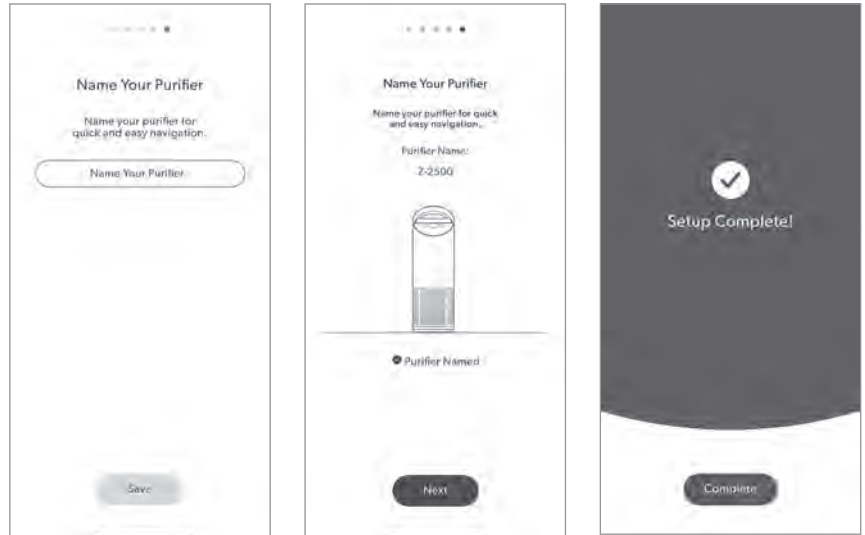 Name Your Purifier
Name your purifier for
quick and easy navigation.
Name Your Purifier
Save
Name Your Purifier
Name your purifier for quick
and easy navigation.
Purifier Name:
Z-2500
Purifier Named
Next
Setup Complete!
Complete